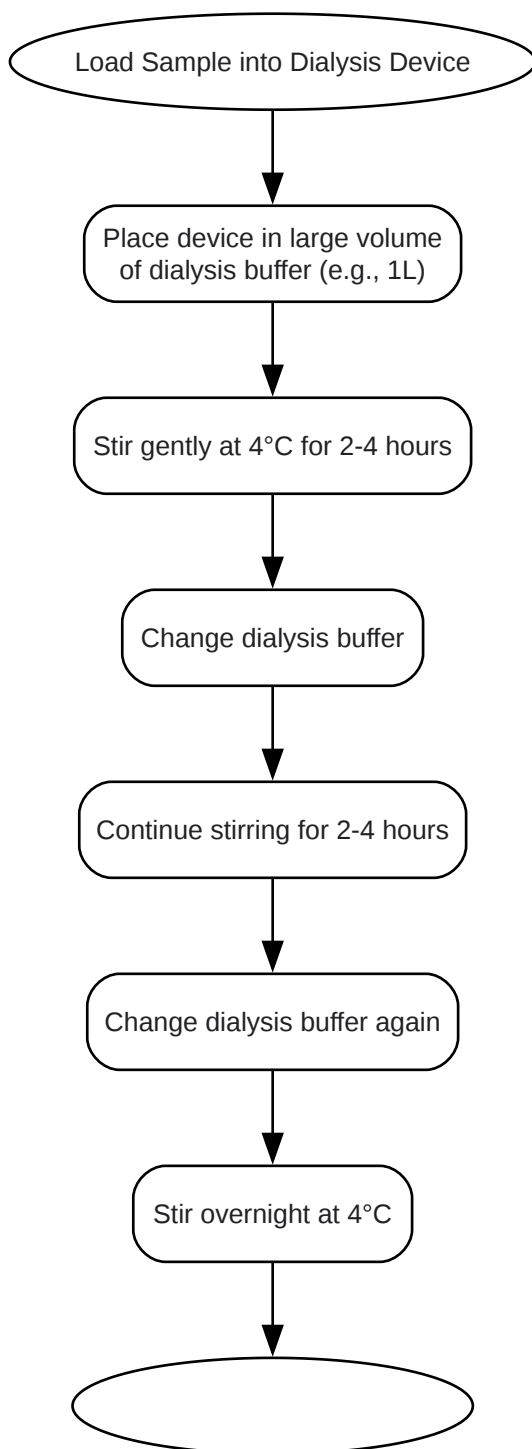 Load Sample into Dialysis Device
Place device in large volume
of dialysis buffer (e.g., 1L)
Stir gently at 4°C for 2-4 hours
Change dialysis buffer
Continue stirring for 2-4 hours
Change dialysis buffer again
Stir overnight at 4°C